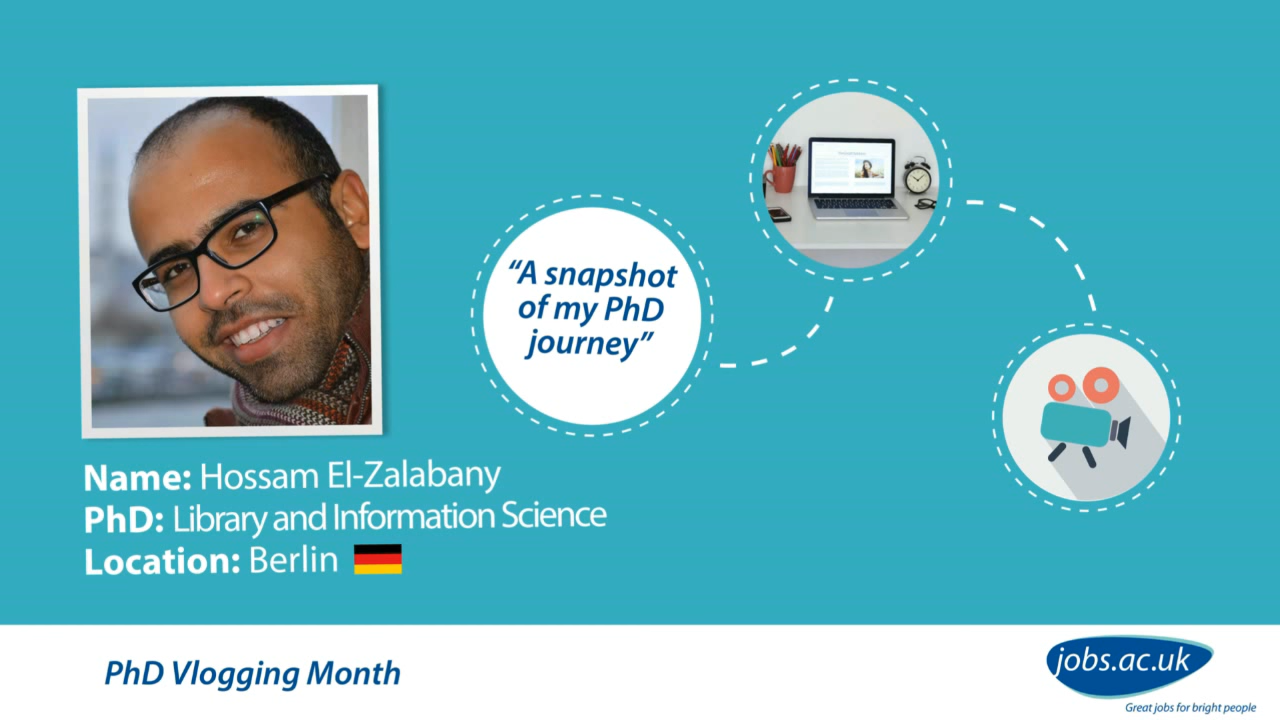 “A snapshot
of my PhD
journey”
Name: Hossam El-Zalabany
PhD: Library and Information Science
Location: Berlin
PhD Vlogging Month
jobs.ac.uk
Great jobs for bright people